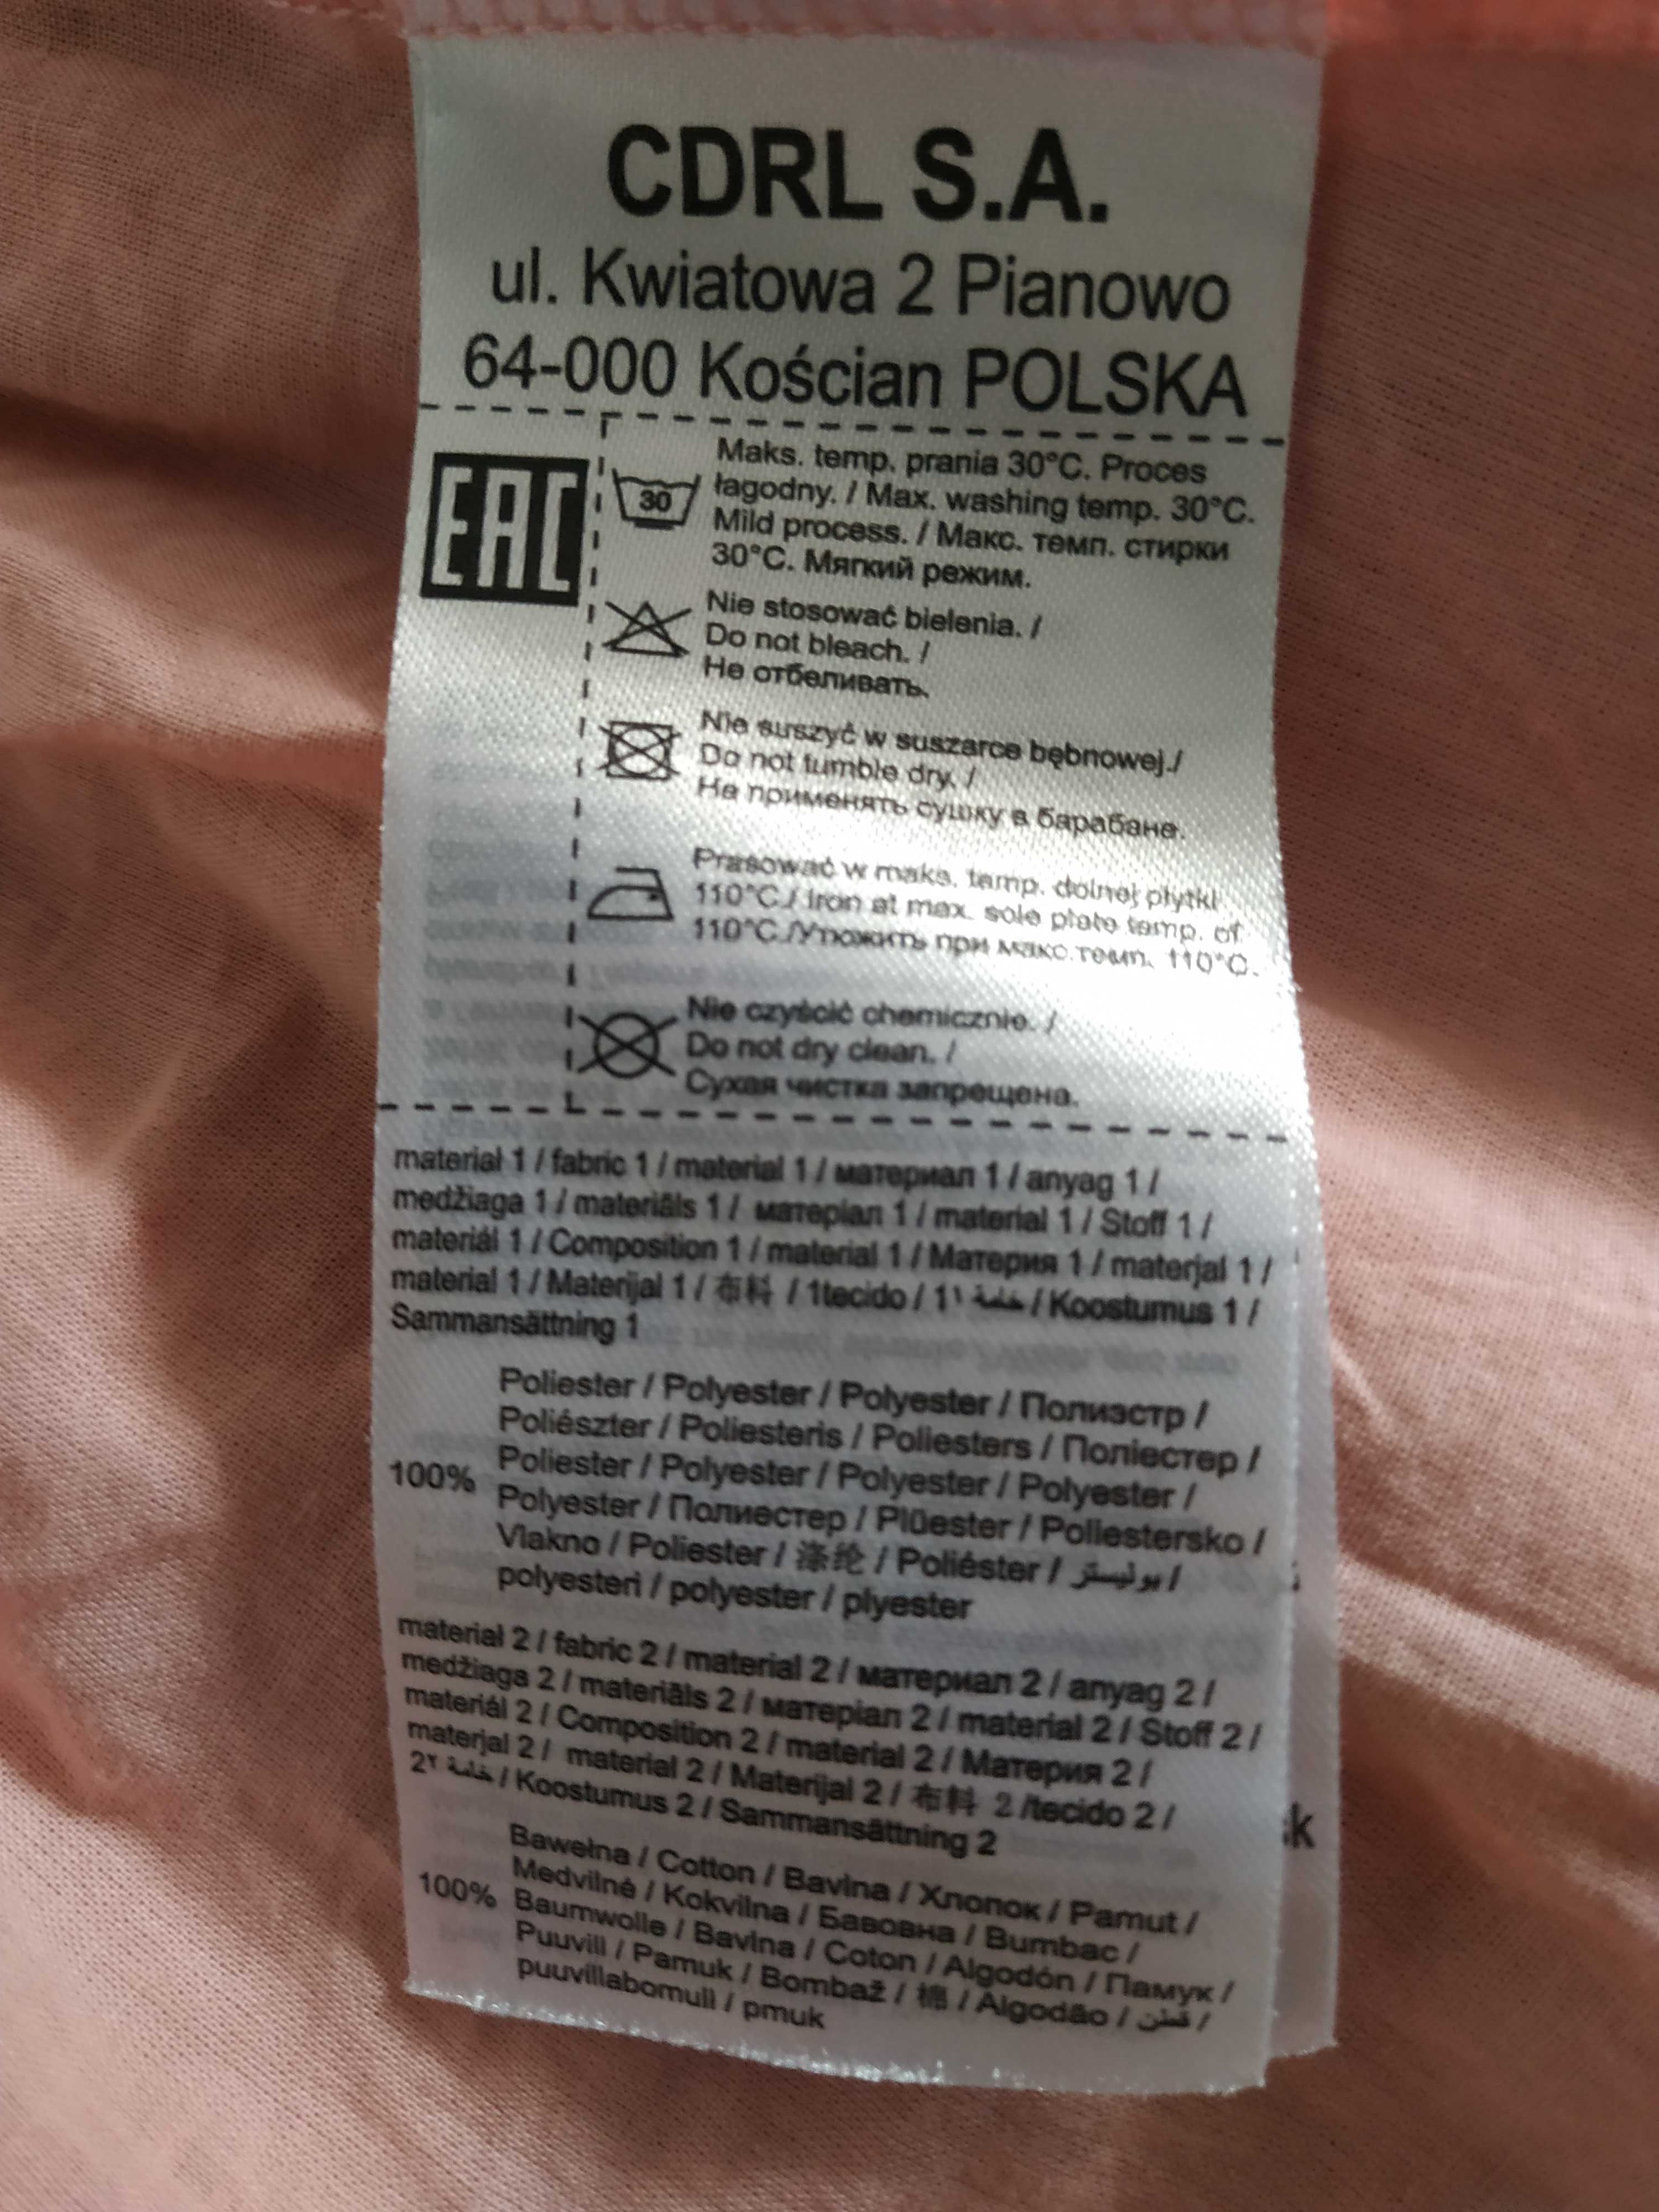 CDRL S.A.
ul. Kwiatowa 2 Pianowo
64-000 Kościan POLSKA
EAC
30
Maks. temp. prania 30°C. Proces
łagodny. / Max. washing temp. 30°C.
Mild process. / Макс. темп. стирки
30°C. Мягкий режим.
Nie stosować bielenia. /
Do not bleach. /
Не отбеливать.
Nie suszyć w suszarce bębnowej./
Do not tumble dry. /
Не применять сушку в барабане.
Prasować w maks. temp. dolnej płytki
110°C./ Iron at max. sole plate temp. of
110°C./Утюжить при макс.темп. 110°C.
Nie czyścić chemicznie. /
Do not dry clean. /
Сухая чистка запрещена.
materiał 1 / fabric 1 / material 1 / материал 1 / anyag 1 /
medžiaga 1 / materiāls 1 / матеріал 1 / material 1 / Stoff 1 /
materiál 1 / Composition 1 / material 1 / Материя 1 / materjal 1 /
material 1 / Materijal 1 / 布料 / 1tecido / 1١ خامة / Koostumus 1 /
Sammansättning 1
Poliester / Polyester / Polyester / Полиэстр /
Poliészter / Poliesteris / Poliesters / Поліестер /
100% Poliester / Polyester / Polyester / Polyester /
Polyester / Полиестер / Plüester / Poliestersko /
Vlakno / Poliester / 涤纶 / Poliéster / بوليستر /
polyesteri / polyester / plyester
materiał 2 / fabric 2 / material 2 / материал 2 / anyag 2 /
medžiaga 2 / materiāls 2 / матеріал 2 / material 2 / Stoff 2 /
materiál 2 / Composition 2 / material 2 / Материя 2 /
materjal 2 / material 2 / Materijal 2 / 布料 2 /tecido 2 /
2٢ خامة / Koostumus 2 / Sammansättning 2
Bawełna / Cotton / Bavlna / Хлопок / Pamut /
Medvilné / Kokvilna / Бавовна / Bumbac /
100% Baumwolle / Bavlna / Coton / Algodón / Памук /
Puuvill / Pamuk / Bombaž / 棉 / Algodão / قطن /
puuvillabomull / pmuk